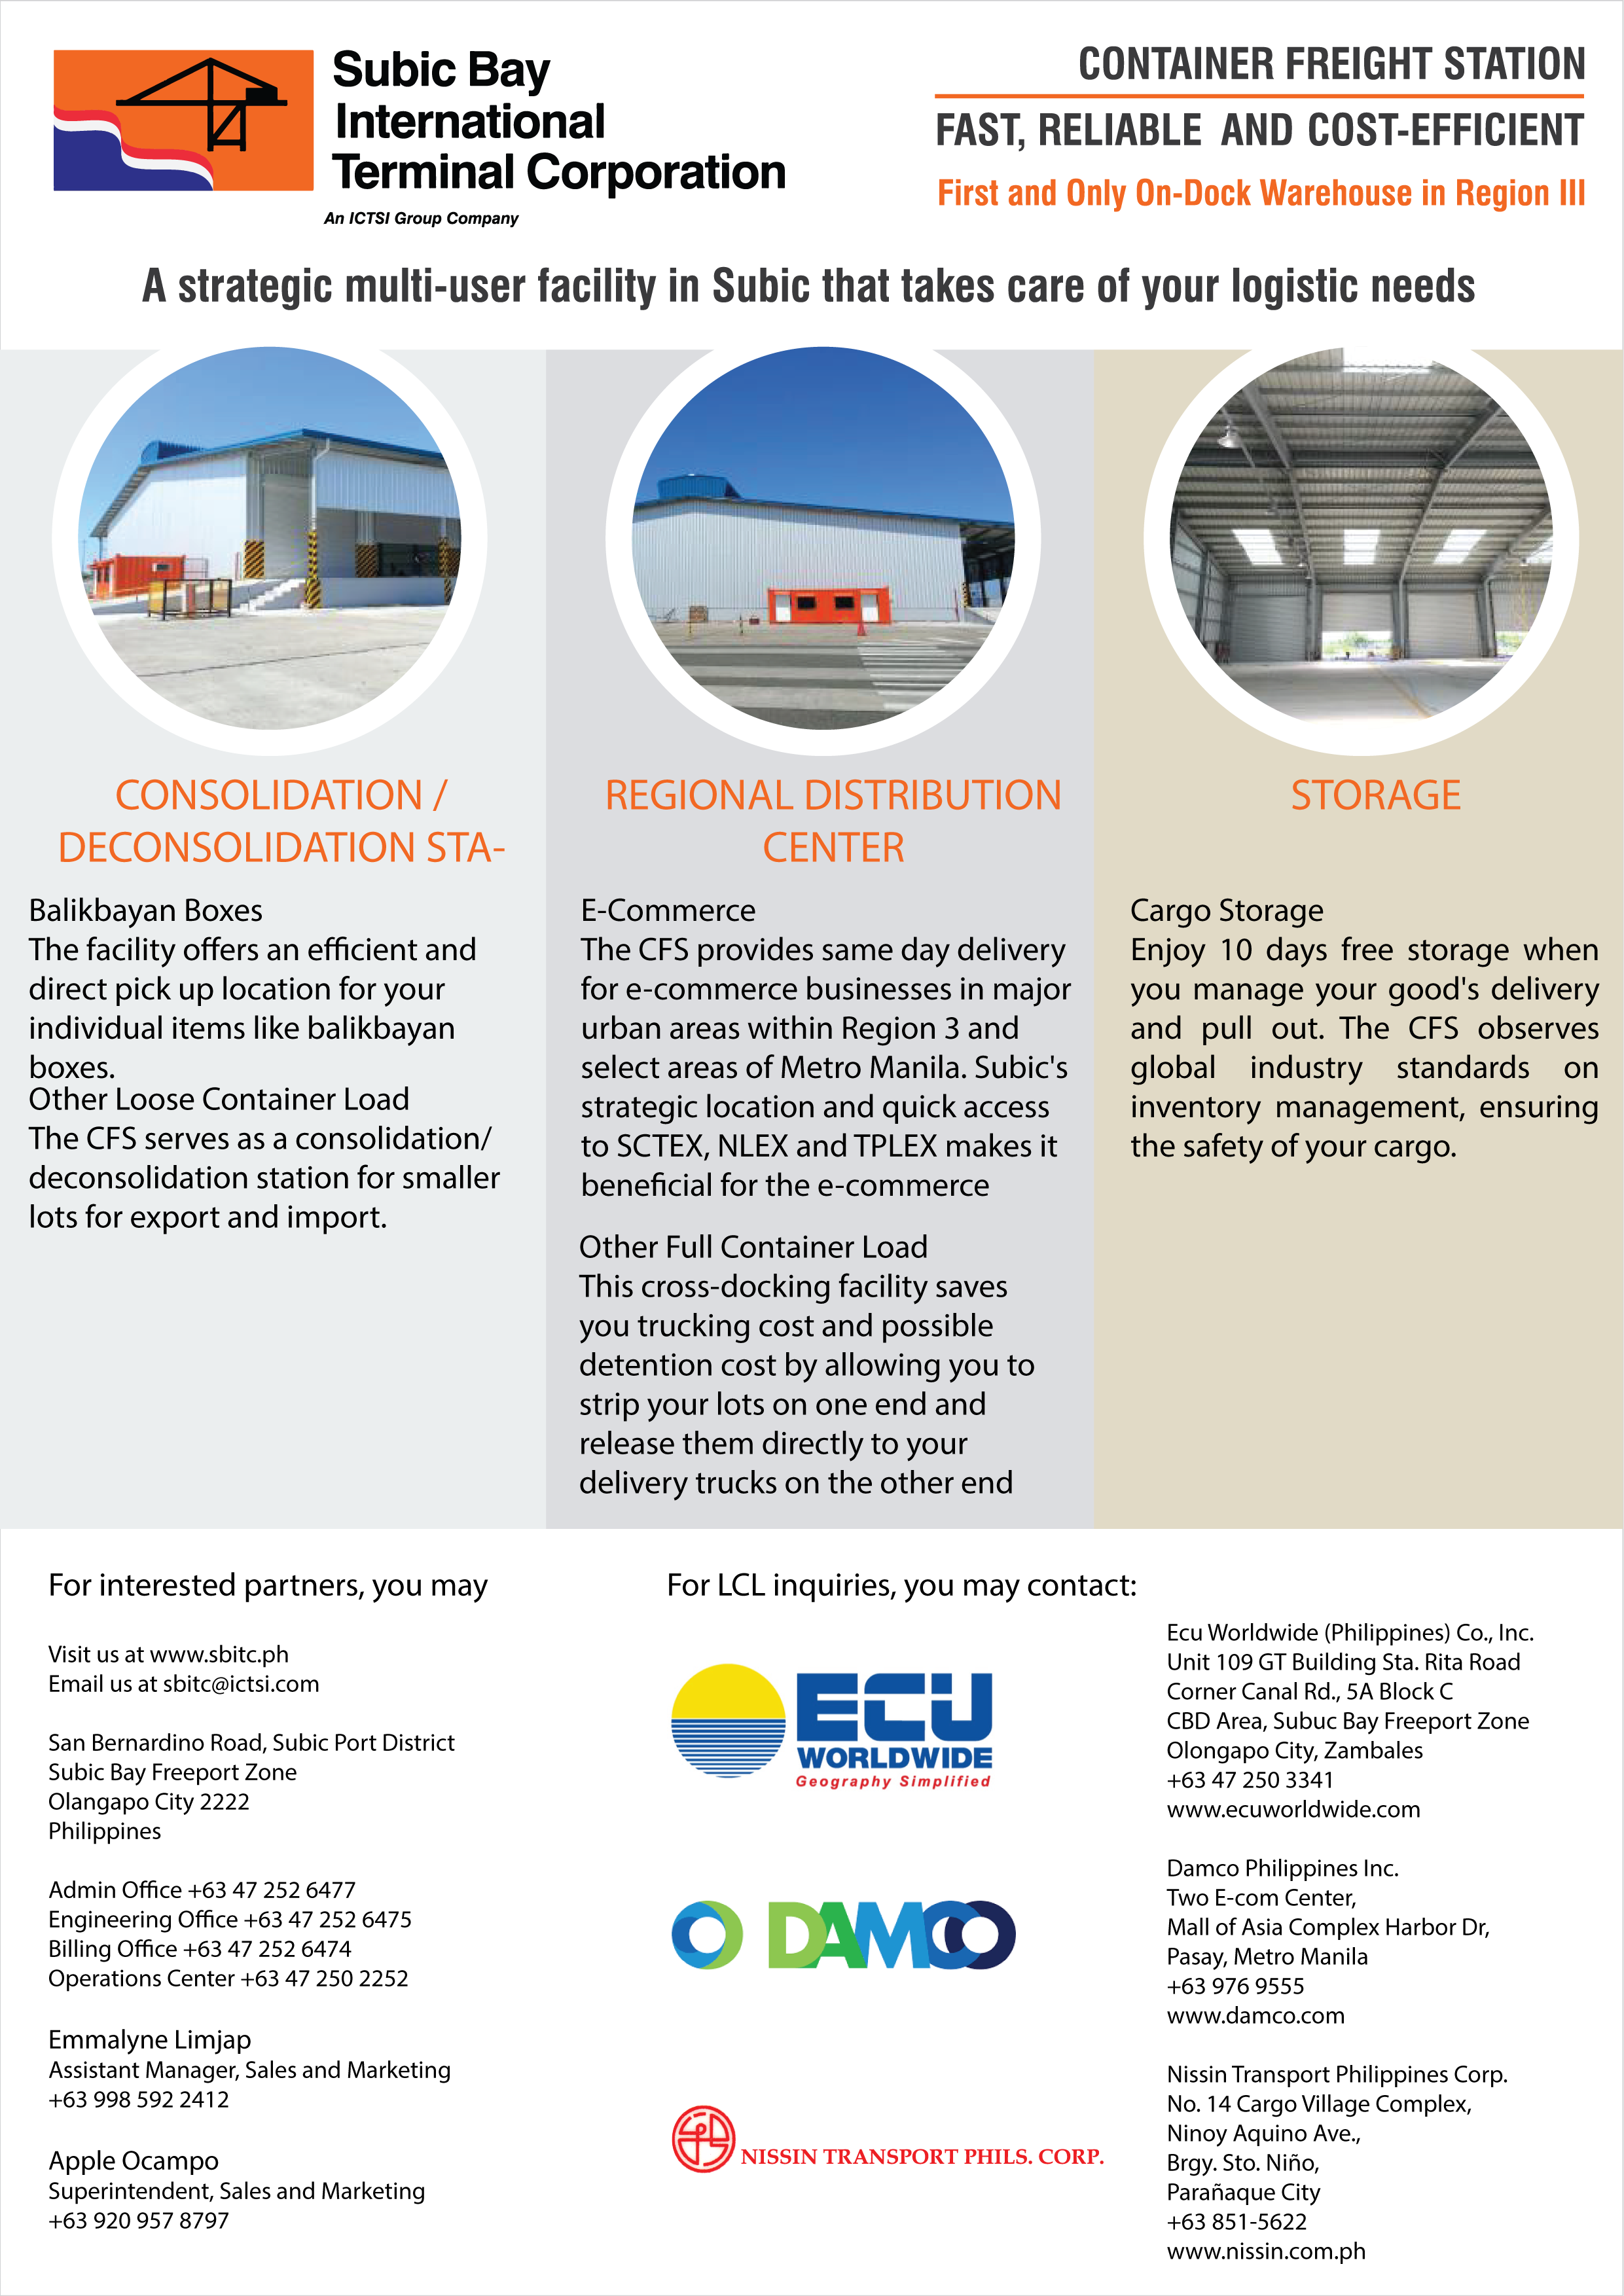 Subic Bay
International
Terminal Corporation
An ICTSI Group Company
CONTAINER FREIGHT STATION
FAST, RELIABLE AND COST-EFFICIENT
First and Only On-Dock Warehouse in Region III
A strategic multi-user facility in Subic that takes care of your logistic needs
CONSOLIDATION /
DECONSOLIDATION STA-
Balikbayan Boxes
The facility offers an efficient and
direct pick up location for your
individual items like balikbayan
boxes.
Other Loose Container Load
The CFS serves as a consolidation/
deconsolidation station for smaller
lots for export and import.
REGIONAL DISTRIBUTION
CENTER
E-Commerce
The CFS provides same day delivery
for e-commerce businesses in major
urban areas within Region 3 and
select areas of Metro Manila. Subic's
strategic location and quick access
to SCTEX, NLEX and TPLEX makes it
beneficial for the e-commerce
Other Full Container Load
This cross-docking facility saves
you trucking cost and possible
detention cost by allowing you to
strip your lots on one end and
release them directly to your
delivery trucks on the other end
STORAGE
Cargo Storage
Enjoy 10 days free storage when
you manage your good's delivery
and pull out. The CFS observes
global industry standards on
inventory management, ensuring
the safety of your cargo.
For interested partners, you may
Visit us at www.sbitc.ph
Email us at sbitc@ictsi.com
San Bernardino Road, Subic Port District
Subic Bay Freeport Zone
Olangapo City 2222
Philippines
Admin Office +63 47 252 6477
Engineering Office +63 47 252 6475
Billing Office +63 47 252 6474
Operations Center +63 47 250 2252
Emmalyne Limjap
Assistant Manager, Sales and Marketing
+63 998 592 2412
Apple Ocampo
Superintendent, Sales and Marketing
+63 920 957 8797
For LCL inquiries, you may contact:
ECU
WORLDWIDE
Geography Simplified
DAMCO
NISSIN TRANSPORT PHILS. CORP.
Ecu Worldwide (Philippines) Co., Inc.
Unit 109 GT Building Sta. Rita Road
Corner Canal Rd., 5A Block C
CBD Area, Subuc Bay Freeport Zone
Olongapo City, Zambales
+63 47 250 3341
www.ecuworldwide.com
Damco Philippines Inc.
Two E-com Center,
Mall of Asia Complex Harbor Dr,
Pasay, Metro Manila
+63 976 9555
www.damco.com
Nissin Transport Philippines Corp.
No. 14 Cargo Village Complex,
Ninoy Aquino Ave.,
Brgy. Sto. Niño,
Parañaque City
+63 851-5622
www.nissin.com.ph